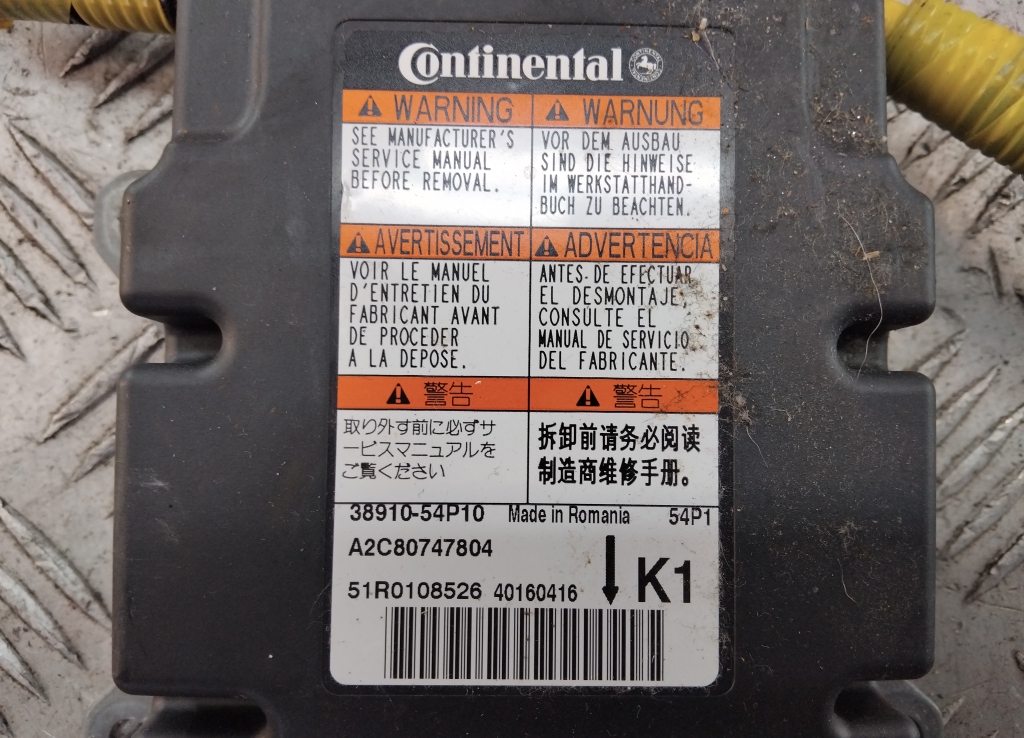 Continental
WARNING
SEE MANUFACTURER'S
SERVICE MANUAL
BEFORE REMOVAL.
WARNUNG
VOR DEM AUSBAU
SIND DIE HINWEISE
IM WERKSTATTHAND-
BUCH ZU BEACHTEN.
AVERTISSEMENT
VOIR LE MANUEL
D'ENTRETIEN DU
FABRICANT AVANT
DE PROCEDER
A LA DEPOSE.
ADVERTENCIA
ANTES DE EFECTUAR
EL DESMONTAJE,
CONSÚLTE EL
MANUAL DE SERVICIO
DEL FABRICANTE.
警告
取り外す前に必ずサ
ービスマニュアルを
ご覧ください
警告
拆卸前请务必阅读
制造商维修手册。
38910-54P10 Made in Romania 54P1
A2C80747804
51R0108526 40160416 K1